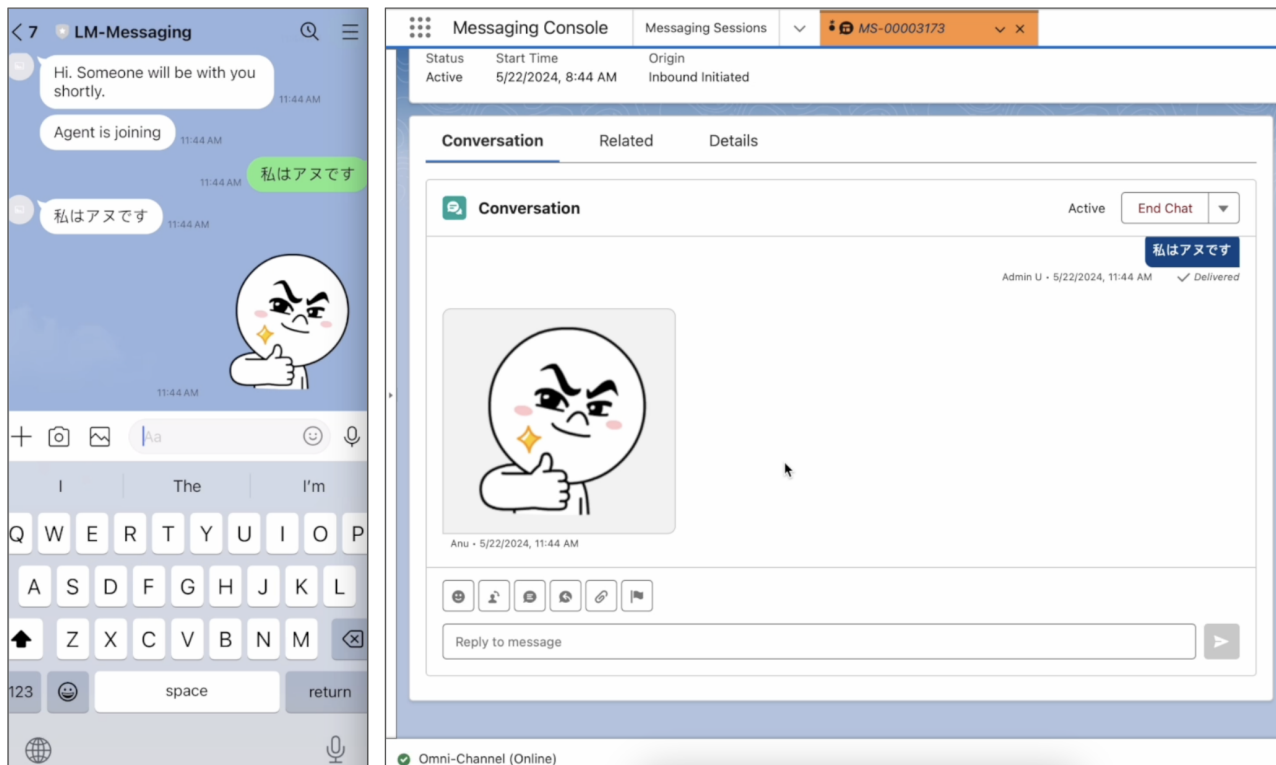 7
LM-Messaging
Hi. Someone will be with you
shortly.
11:44 AM
Agent is joining
11:44 AM
私はアヌです
11:44 AM
私はアヌです
11:44 AM
11:44 AM
Aa
I The I'm
Q W E R T Y U I O P
A S D F G H J K L
Z X C V B N M
123 space return
Messaging Console
Messaging Sessions
MS-00003173
Status Start Time Origin
Active 5/22/2024, 8:44 AM Inbound Initiated
Conversation Related Details
Conversation
Active
End Chat
私はアヌです
Admin U • 5/22/2024, 11:44 AM Delivered
Anu • 5/22/2024, 11:44 AM
Reply to message
Omni-Channel (Online)